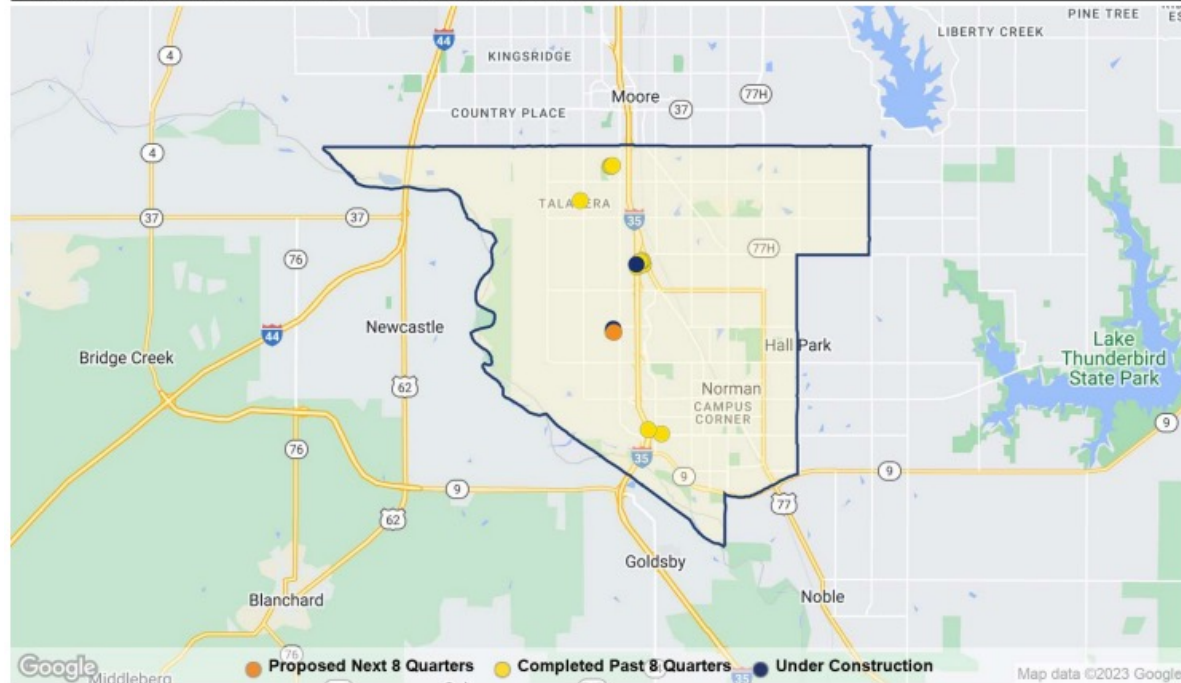 PINE TREE
LIBERTY CREEK
44
4
KINGSRIDGE
Moore
77H
37
COUNTRY PLACE
4
TALAVERA
37
37
35
76
77H
Newcastle
44
Bridge Creek
Hall Park
Lake
Thunderbird
State Park
62
Norman
CAMPUS
CORNER
9
76
35
9
9
9
62
77
Goldsby
Blanchard
Noble
76
Google
Middleberg
Proposed Next 8 Quarters
Completed Past 8 Quarters
35
Under Construction
Map data ©2023 Google